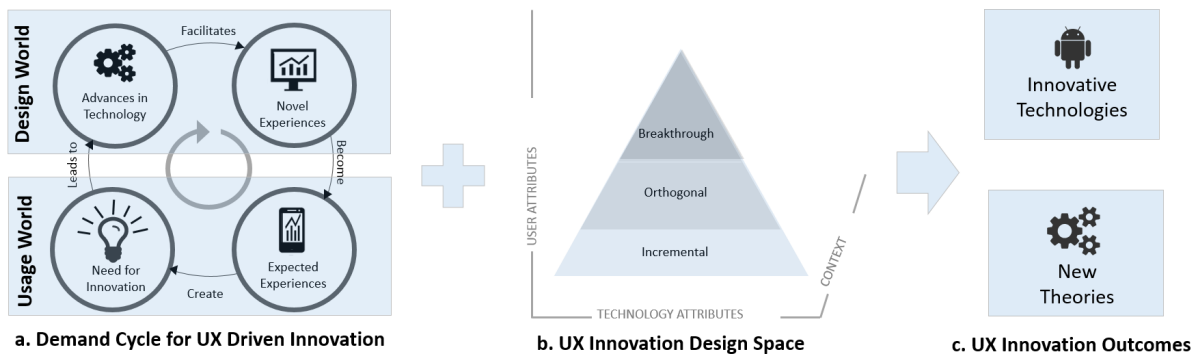 Design World
Facilitates
Advances in
Technology
Novel
Experiences
Leads to
Become
Usage World
Need for
Innovation
Expected
Experiences
Create
a. Demand Cycle for UX Driven Innovation
USER ATTRIBUTES
Breakthrough
Orthogonal
Incremental
CONTEXT
TECHNOLOGY ATTRIBUTES
b. UX Innovation Design Space
Innovative
Technologies
New
Theories
c. UX Innovation Outcomes